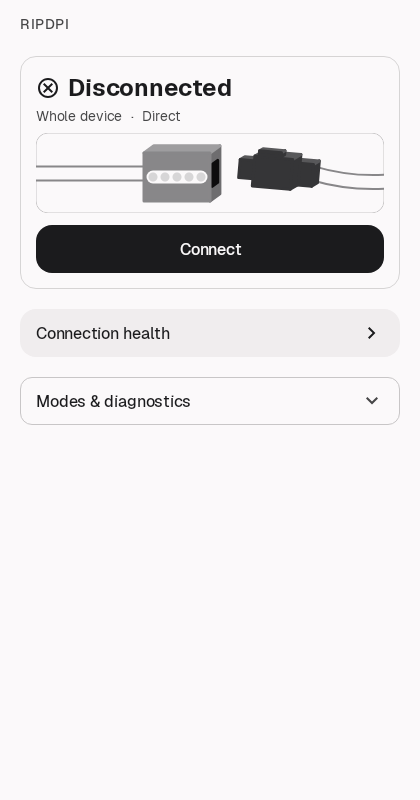 RIPDPI
Disconnected
Whole device · Direct
Connect
Connection health
Modes & diagnostics